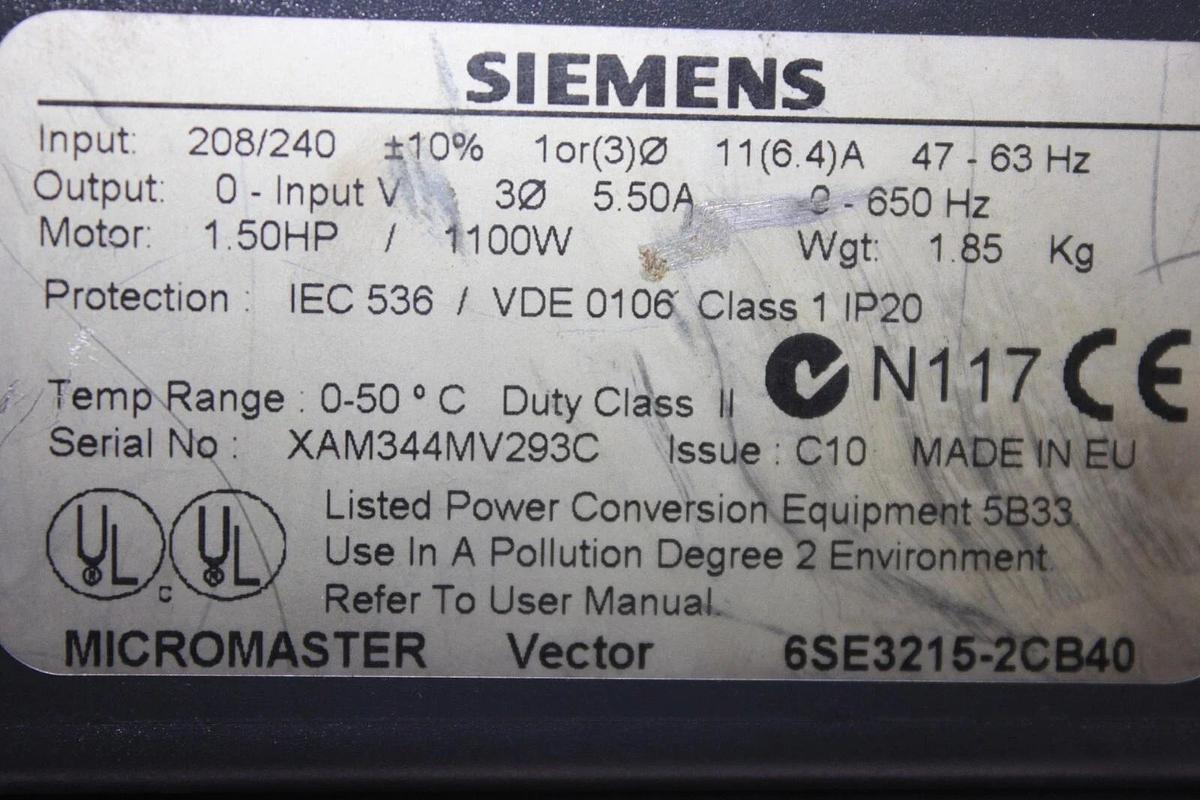 SIEMENS
Input: 208/240 ±10% 1or(3)Ø 11(6.4)A 47 - 63 Hz
Output: 0 - Input V 3Ø 5.50A 0 - 650 Hz
Motor: 1.50HP / 1100W Wgt: 1.85 Kg
Protection : IEC 536 / VDE 0106 Class 1 IP20
N117 CE
Temp Range : 0-50 ° C Duty Class II
Serial No : XAM344MV293C Issue : C10 MADE IN EU
UL® c UL®
Listed Power Conversion Equipment 5B33.
Use In A Pollution Degree 2 Environment.
Refer To User Manual.
MICROMASTER Vector 6SE3215-2CB40